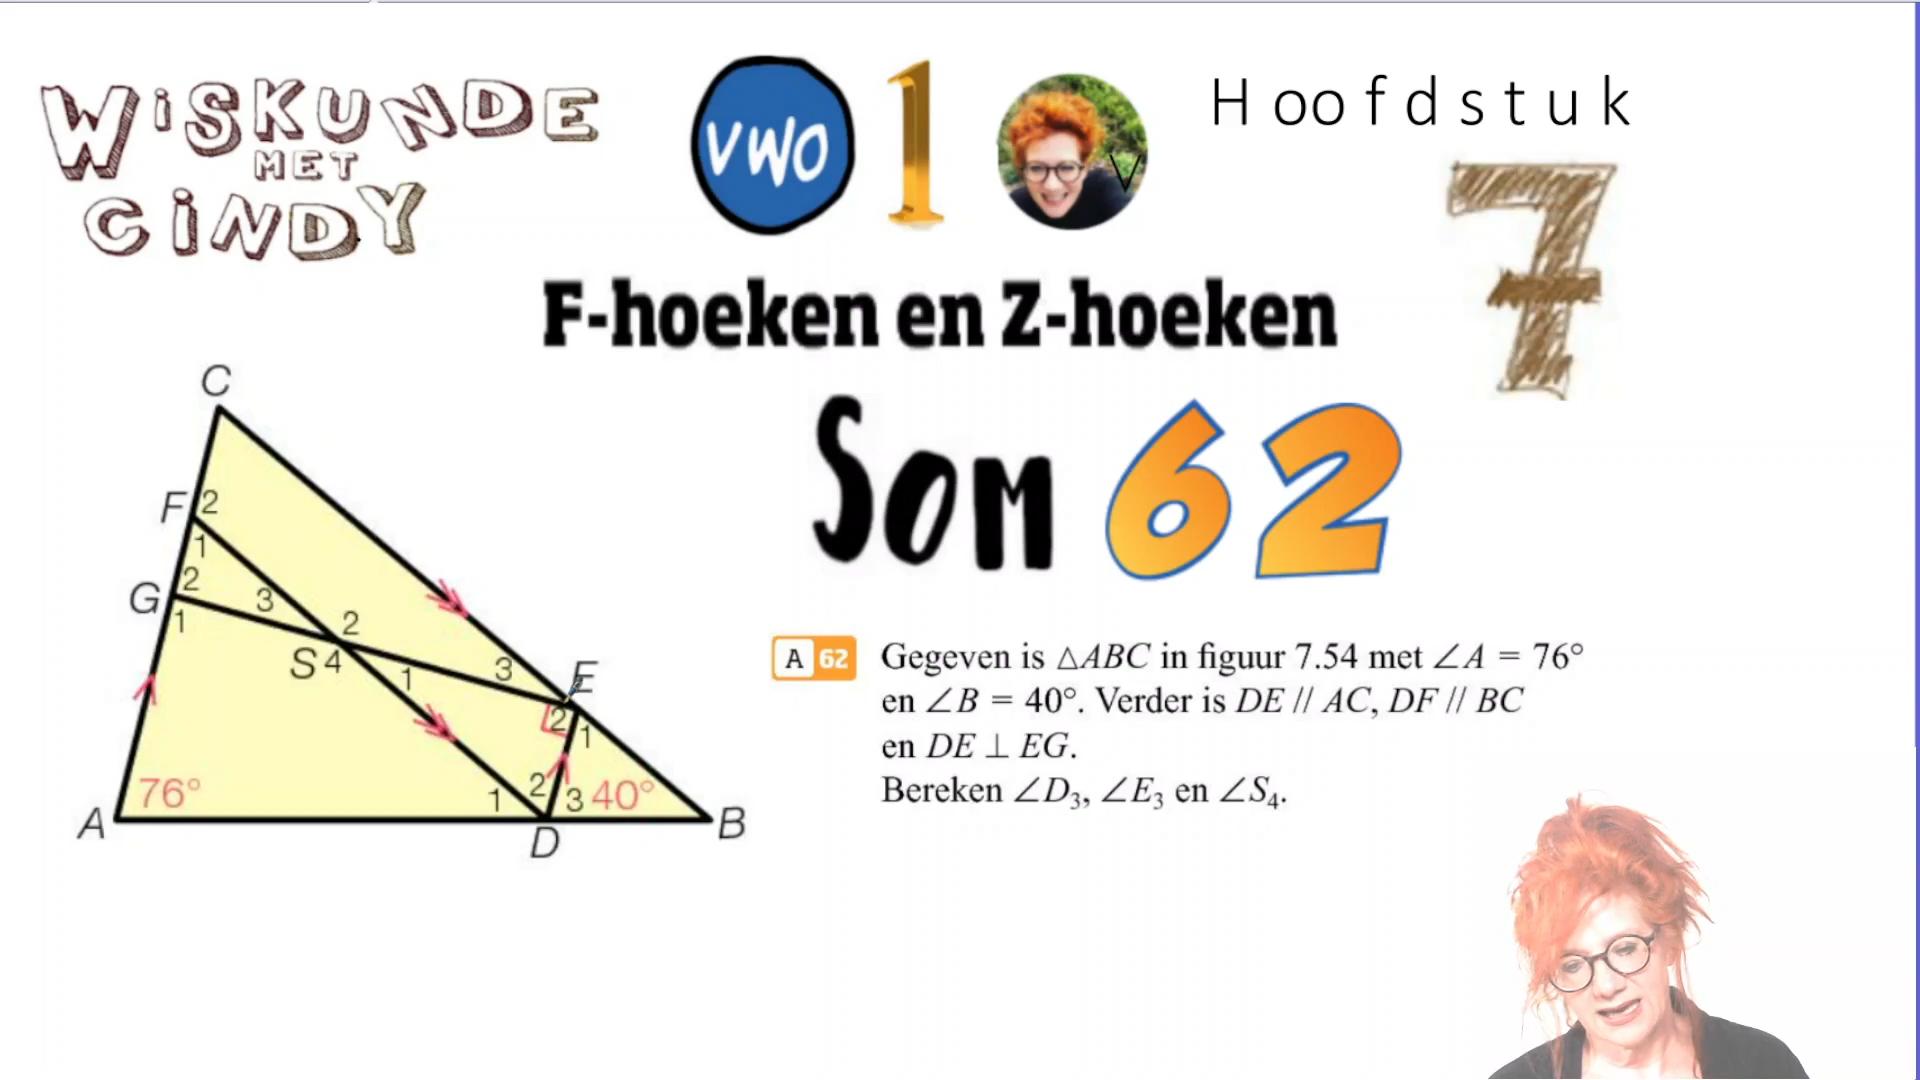 WiSKUNDE
MET
CiNDY
VWO
1
V
Hoofdstuk
7
F-hoeken en Z-hoeken
Som 62
C
F 2
1
G 2
1
3
2
S 4
1
3
E
2
1
76°
1
2
3
40°
A
D
B
A 62
Gegeven is △ABC in figuur 7.54 met ∠A = 76°
en ∠B = 40°. Verder is DE // AC, DF // BC
en DE ⊥ EG.
Bereken ∠D₃, ∠E₃ en ∠S₄.